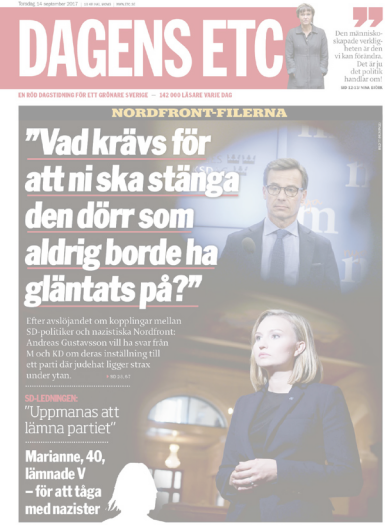 Torsdag 14 september 2017
DAGENS ETC
EN RÖD DAGSTIDNING FÖR ETT GRÖNARE SVERIGE – 142 000 LÄSARE VARJE DAG
Den människo-
skapade verklig-
heten är den
vi kan förändra.
Det är ju
det politik
handlar om!
NORDFRONT-FILERNA
”Vad krävs för
att ni ska stänga
den dörr som
aldrig borde ha
gläntats på?”
Efter avslöjandet om kopplingar mellan
SD-politiker och nazistiska Nordfront:
Andreas Gustavsson vill ha svar från
M och KD om deras inställning till
ett parti där judehat ligger strax
under ytan.
SD-LEDNINGEN:
”Uppmanas att
lämna partiet”
Marianne, 40,
lämnade V
– för att tåga
med nazister